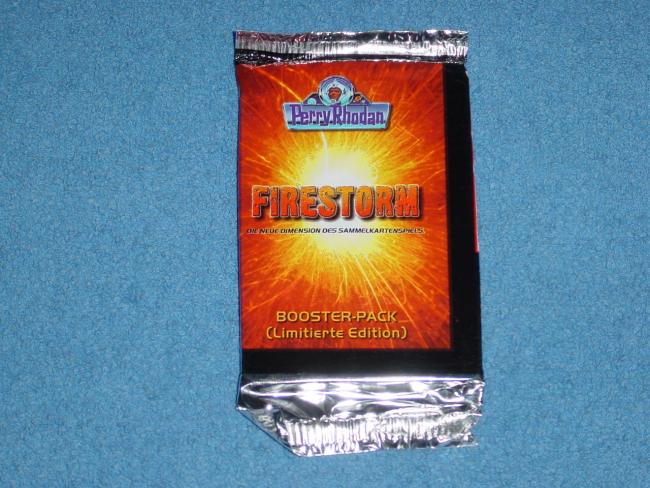 Perry Rhodan
FIRESTORM
DIE NEUE DIMENSION DES SAMMELKARTENSPIELS
BOOSTER-PACK
(Limitierte Edition)